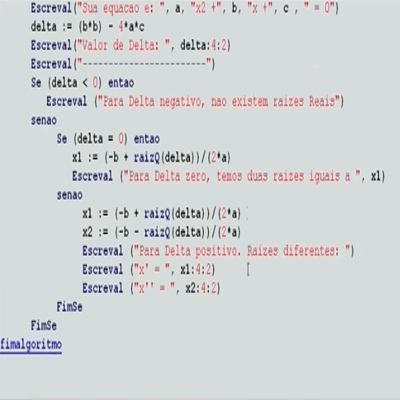 Escreval("Sua equacao e: ", a, "x2 +", b, "x +", c , " = 0")
delta := (b*b) - 4*a*c
Escreval("Valor de Delta: ", delta:4:2)
Escreval("-----------------------")
Se (delta < 0) entao
Escreval ("Para Delta negativo, nao existem raizes Reais")
senao
Se (delta = 0) entao
x1 := (-b + raizQ(delta))/(2*a)
Escreval ("Para Delta zero, temos duas raizes iguais a ", x1)
senao
x1 := (-b + raizQ(delta))/(2*a)
x2 := (-b - raizQ(delta))/(2*a)
Escreval ("Para Delta positivo. Raizes diferentes: ")
Escreval ("x' = ", x1:4:2)
Escreval ("x'' = ", x2:4:2)
FimSe
FimSe
fimalgoritmo